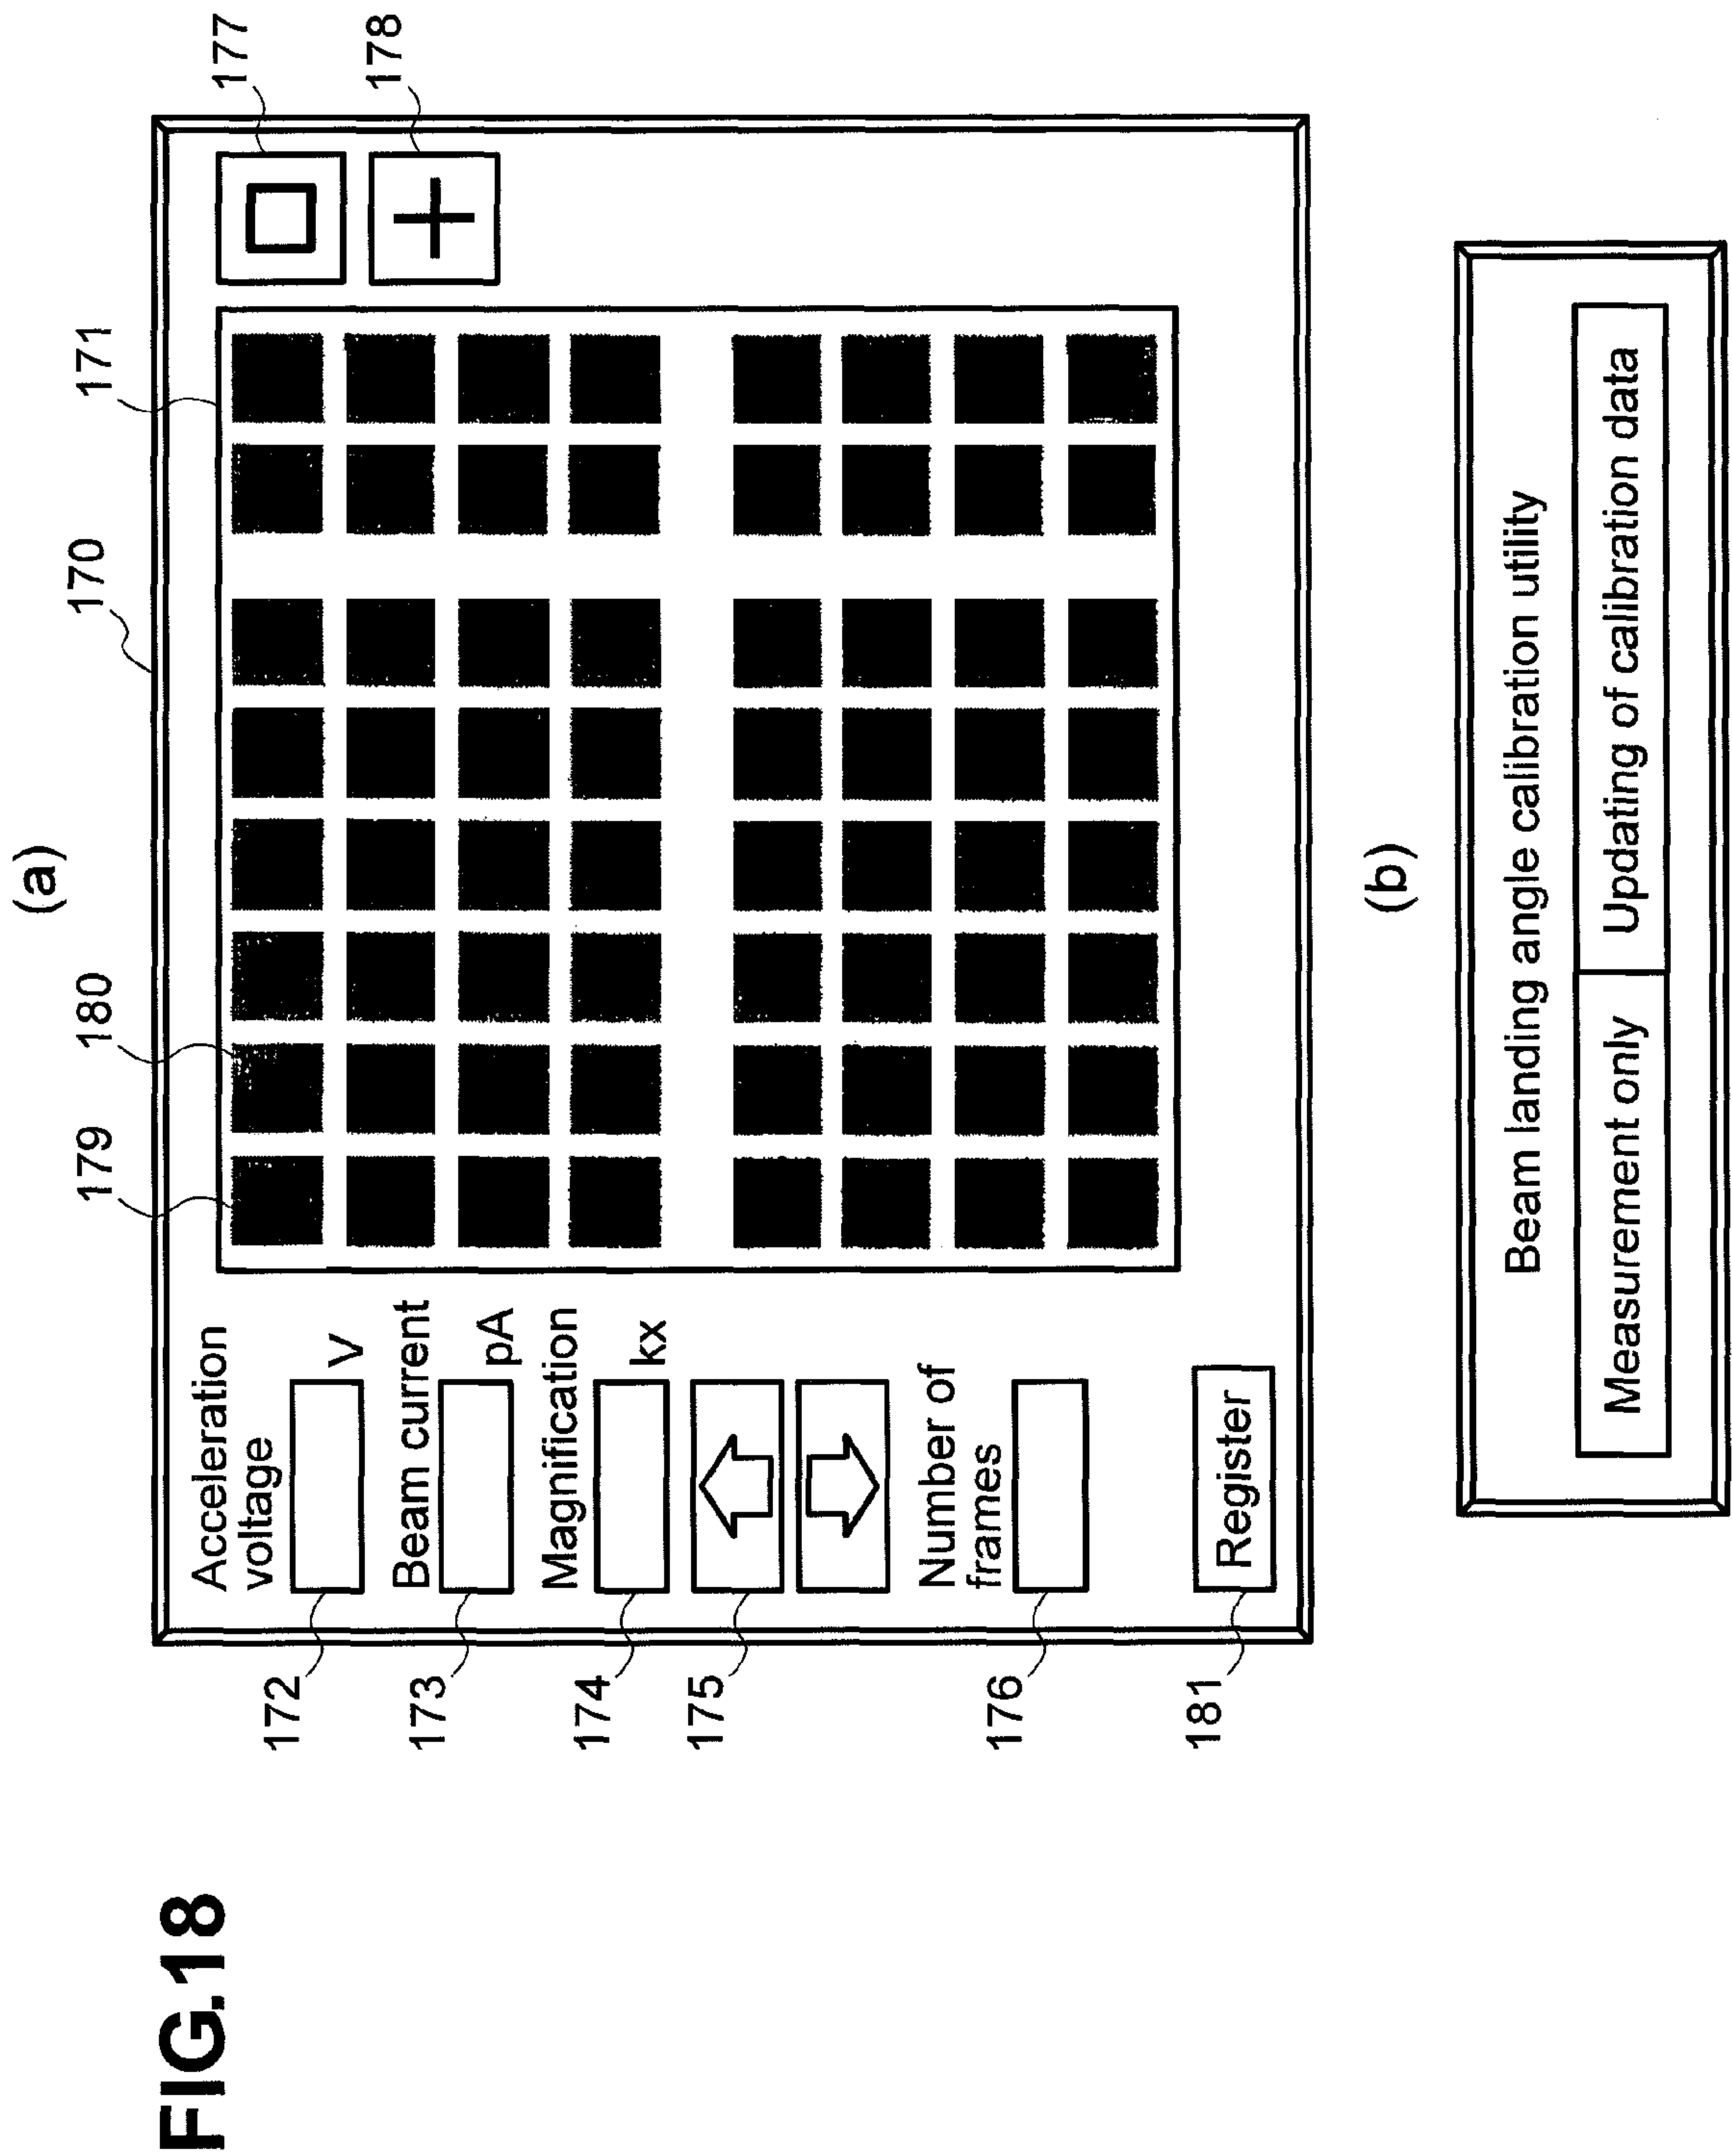 FIG.18
(a)
170
171
179
180
177
178
172
Acceleration
voltage
V
173
Beam current
pA
174
Magnification
kx
175
176
Number of
frames
181
Register
(b)
Beam landing angle calibration utility
Measurement only
Updating of calibration data